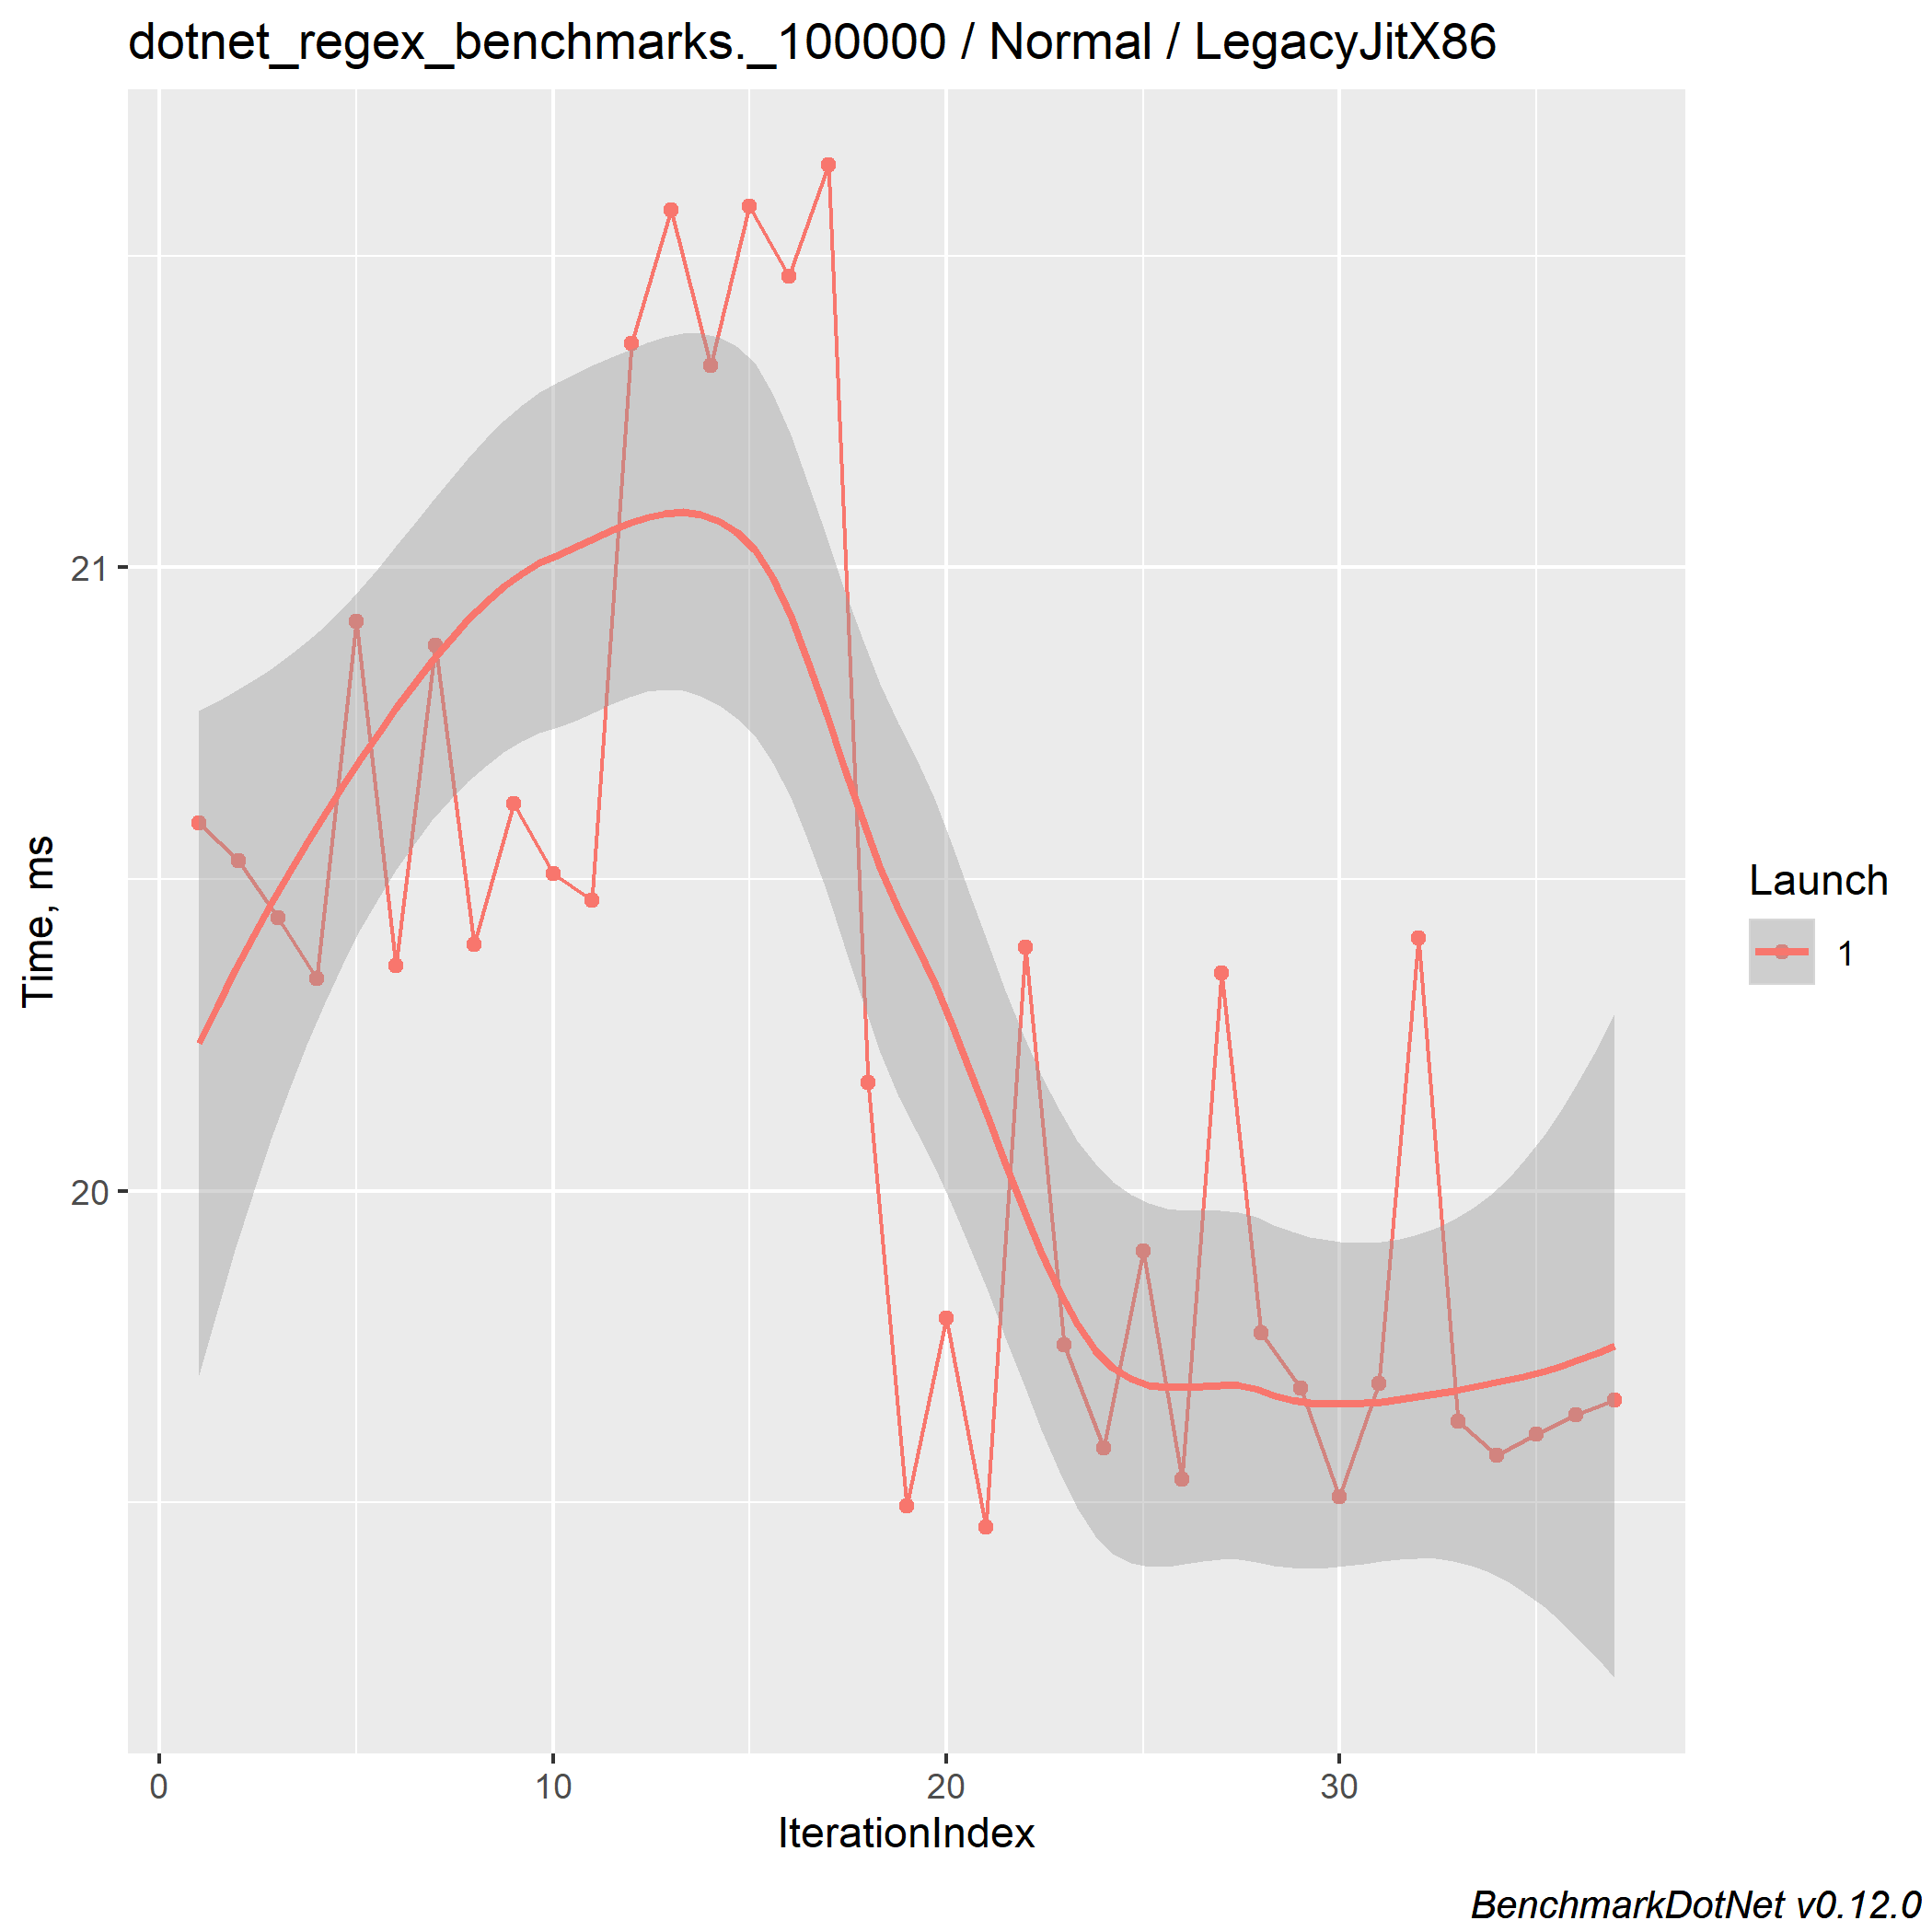 dotnet_regex_benchmarks._100000 / Normal / LegacyJitX86
21
20
Time, ms
0
10
20
30
IterationIndex
Launch
1
BenchmarkDotNet v0.12.0